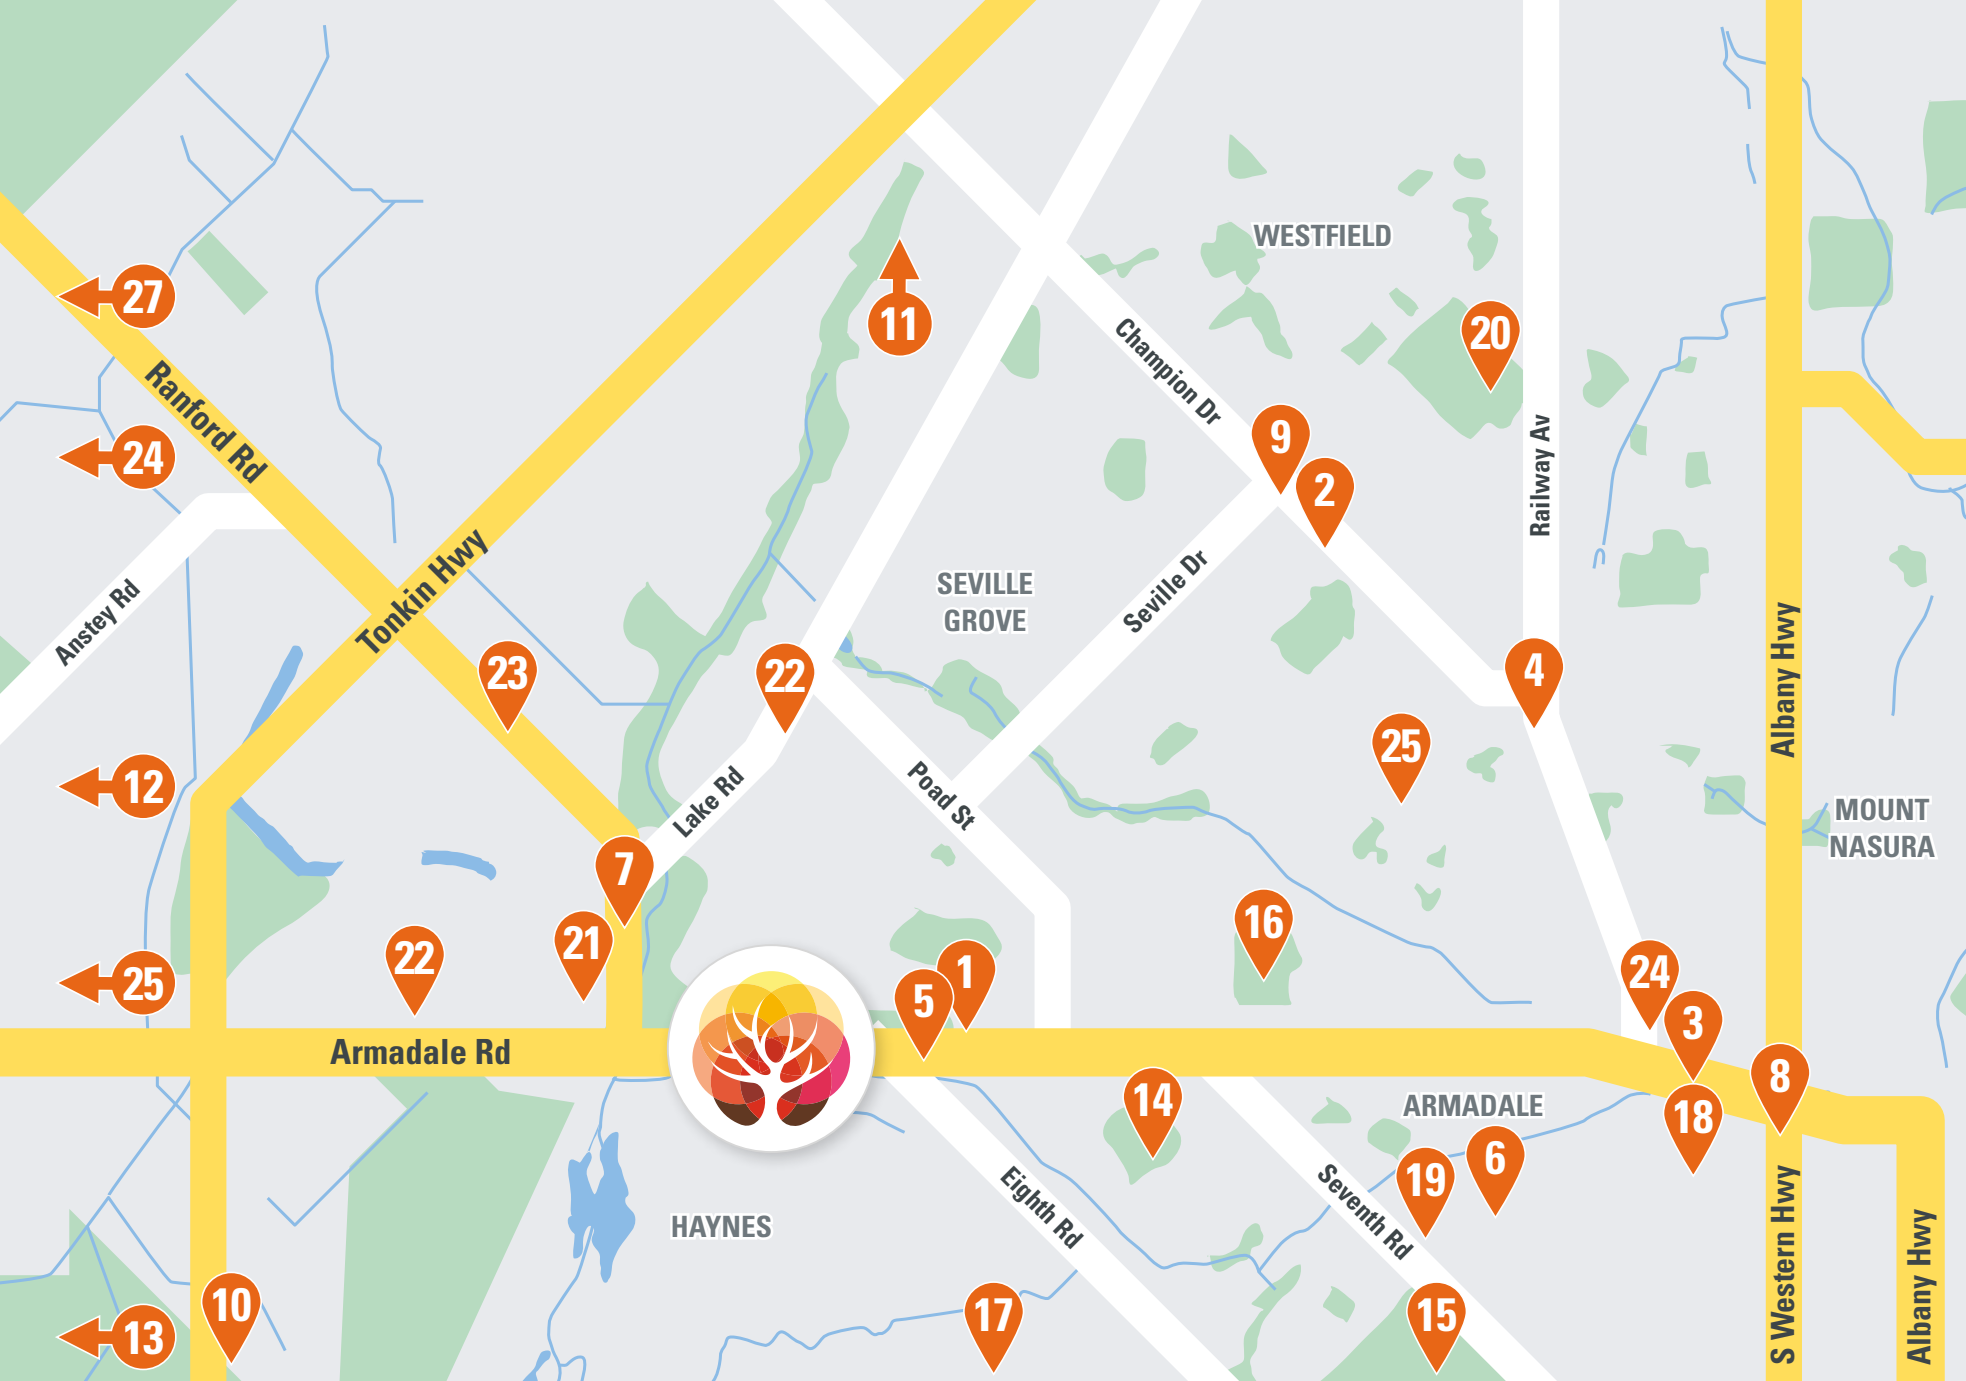 WESTFIELD
27
11
20
Champion Dr
Ranford Rd
24
9
2
Railway Av
Tonkin Hwy
SEVILLE
GROVE
Seville Dr
Anstey Rd
23
22
4
Albany Hwy
25
12
Lake Rd
Poad St
MOUNT
NASURA
7
21
22
16
25
1
5
24
3
Armadale Rd
8
14
ARMADALE
18
6
19
Eighth Rd
Seventh Rd
HAYNES
S Western Hwy
Albany Hwy
10
13
17
15